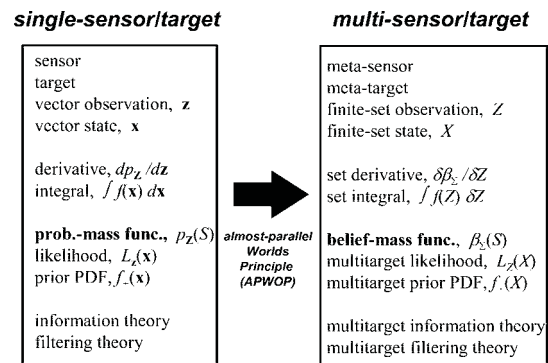 single-sensor/target
sensor
target
vector observation, z
vector state, x
derivative, dp_Z/dz
integral, ∫ f(x) dx
prob.-mass func., p_Z(S)
likelihood, L_z(x)
prior PDF, f_–(x)
information theory
filtering theory
almost-parallel
Worlds
Principle
(APWOP)
multi-sensor/target
meta-sensor
meta-target
finite-set observation, Z
finite-set state, X
set derivative, δβ_Σ/δZ
set integral, ∫ f(Z) δZ
belief-mass func., β_Σ(S)
multitarget likelihood, L_Z(X)
multitarget prior PDF, f_–(X)
multitarget information theory
multitarget filtering theory